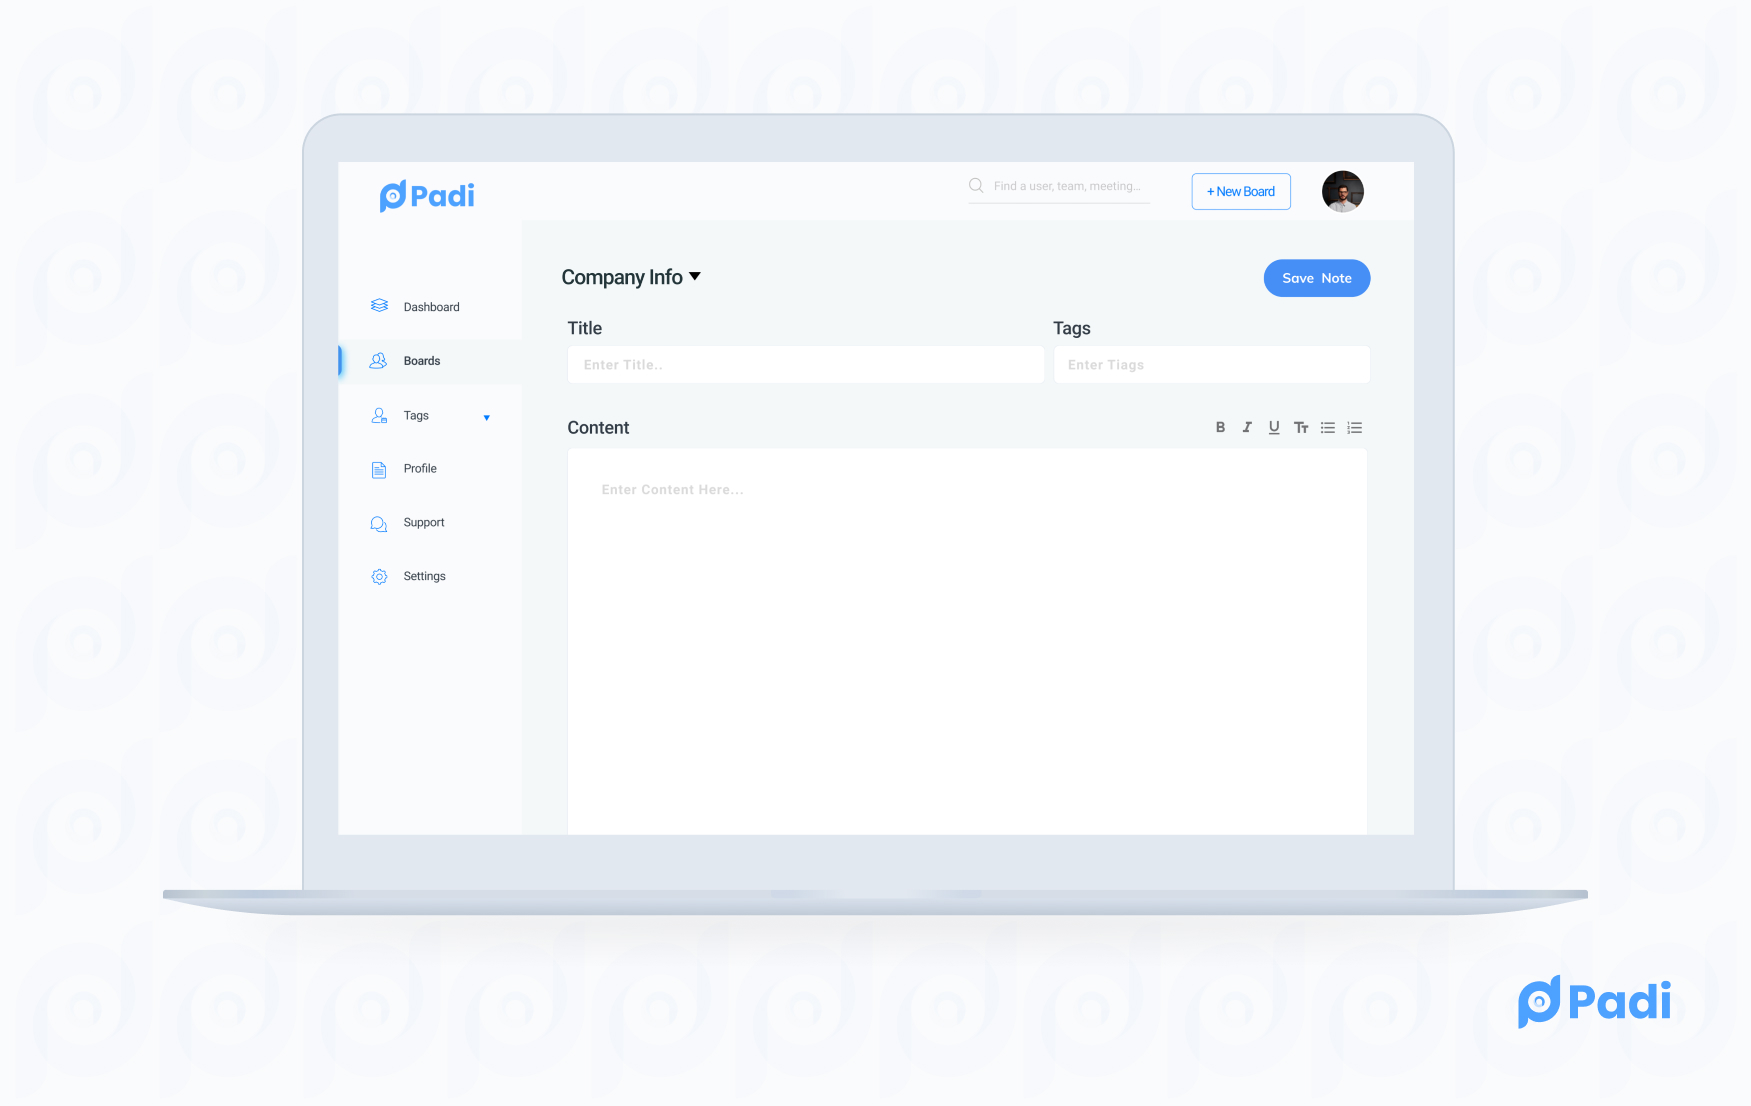 Padi
Find a user, team, meeting...
+ New Board
Company Info
Save Note
Dashboard
Title
Tags
Boards
Enter Title..
Enter Tiags
Tags
Content
B I U TT
Profile
Enter Content Here...
Support
Settings
Padi